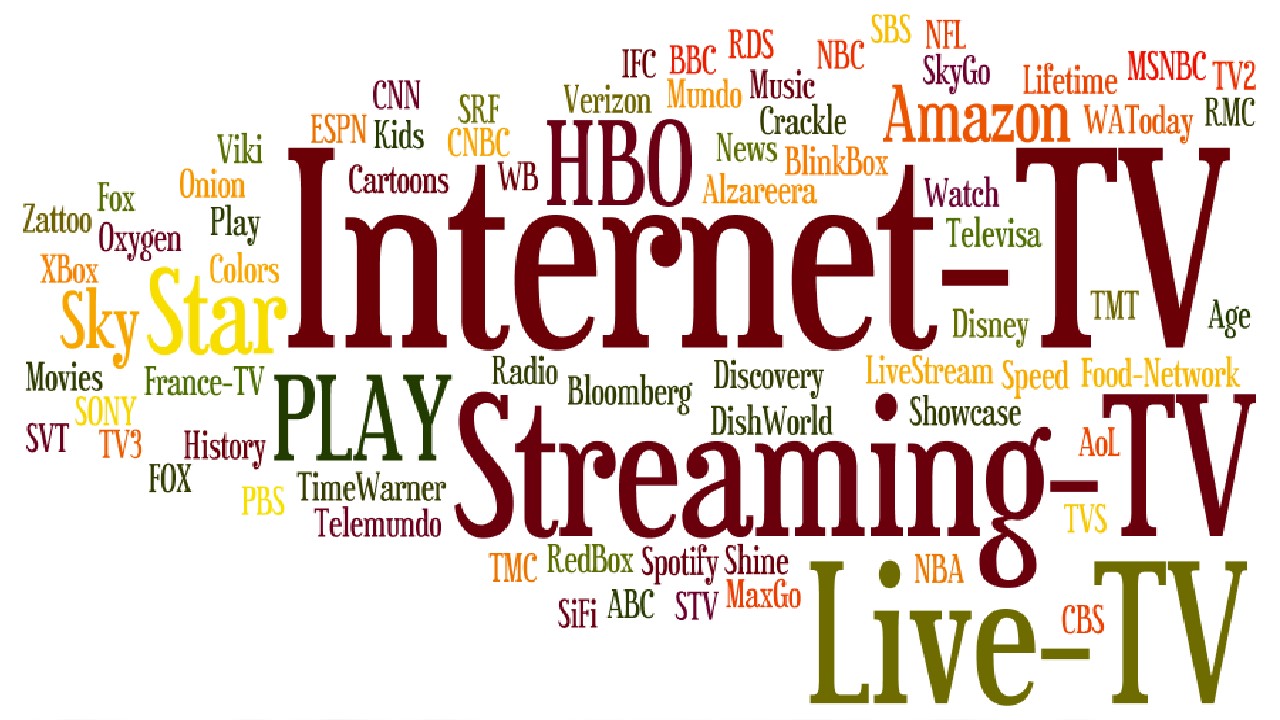 SBS
NFL
RDS
NBC
IFC
BBC
SkyGo
MSNBC
TV2
Lifetime
Music
Mundo
Verizon
CNN
SRF
RMC
Amazon
WAToday
Crackle
ESPN
Kids
CNBC
HBO
News
BlinkBox
Viki
WB
Cartoons
Onion
Alzareera
Watch
Fox
Zattoo
Play
Oxygen
Televisa
Internet-TV
XBox
Colors
Star
Sky
TMT
Age
Disney
Movies
France-TV
Radio
Bloomberg
Discovery
LiveStream
Speed
Food-Network
SONY
PLAY
DishWorld
Showcase
SVT
TV3
History
AoL
Streaming-TV
FOX
TimeWarner
PBS
Telemundo
TVS
TMC
RedBox
Spotify
Shine
NBA
SiFi
ABC
STV
MaxGo
CBS
Live-TV